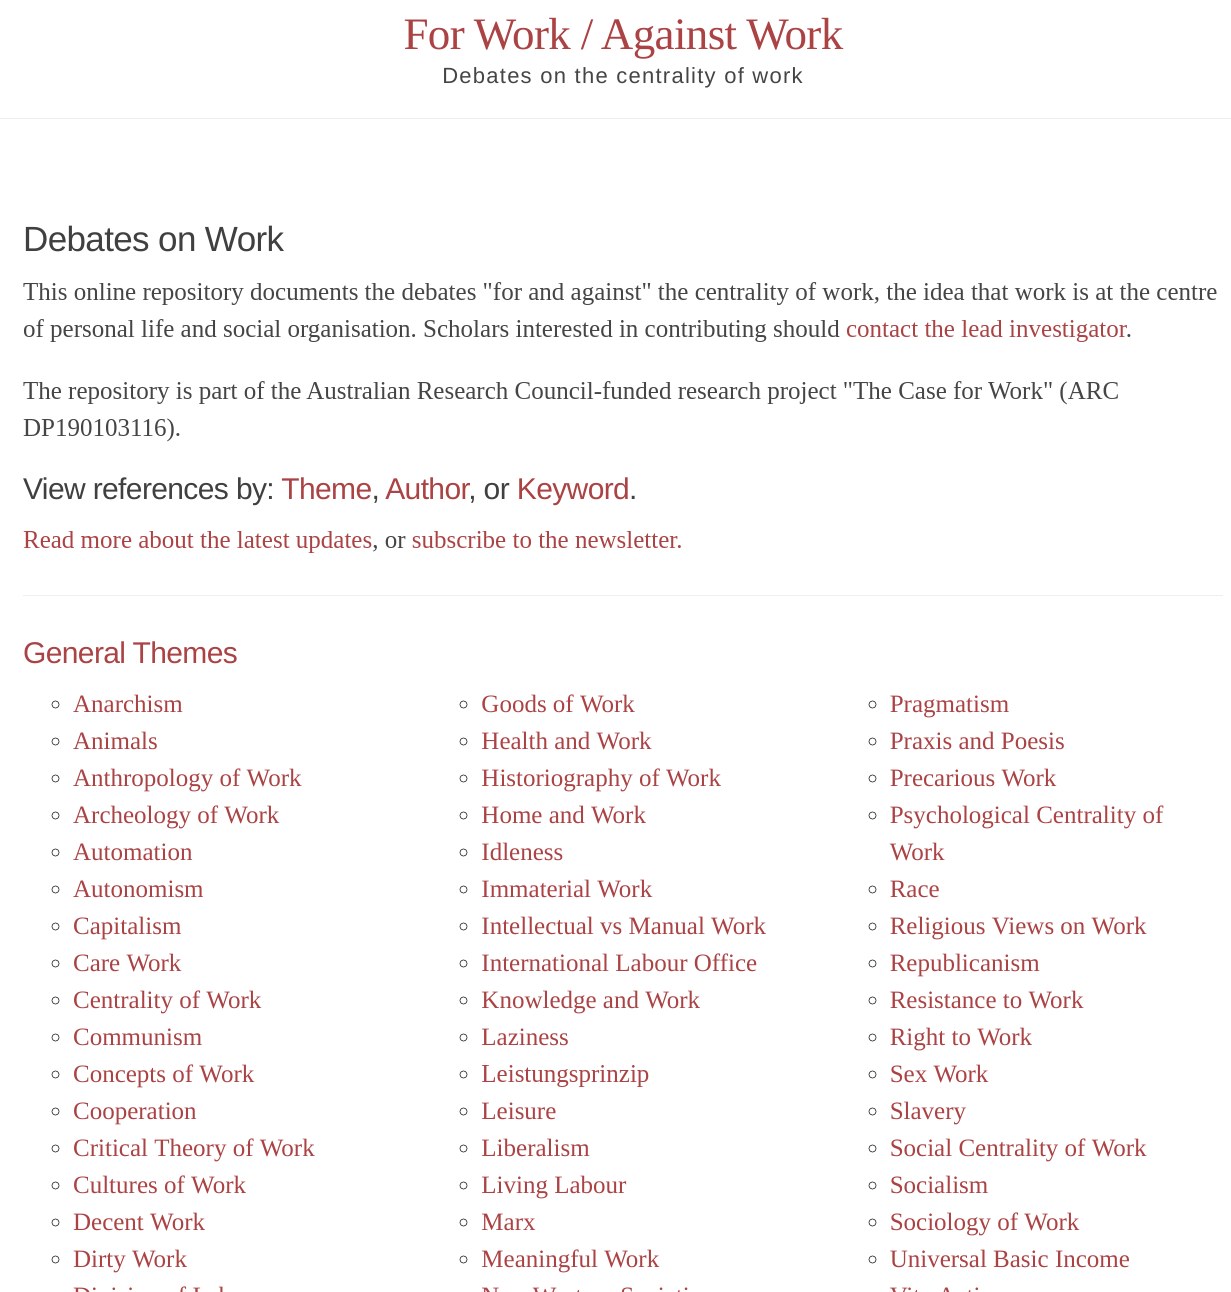 For Work / Against Work
Debates on the centrality of work
Debates on Work
This online repository documents the debates "for and against" the centrality of work, the idea that work is at the centre
of personal life and social organisation. Scholars interested in contributing should contact the lead investigator.
The repository is part of the Australian Research Council-funded research project "The Case for Work" (ARC
DP190103116).
View references by: Theme, Author, or Keyword.
Read more about the latest updates, or subscribe to the newsletter.
General Themes
Anarchism
Animals
Anthropology of Work
Archeology of Work
Automation
Autonomism
Capitalism
Care Work
Centrality of Work
Communism
Concepts of Work
Cooperation
Critical Theory of Work
Cultures of Work
Decent Work
Dirty Work
Goods of Work
Health and Work
Historiography of Work
Home and Work
Idleness
Immaterial Work
Intellectual vs Manual Work
International Labour Office
Knowledge and Work
Laziness
Leistungsprinzip
Leisure
Liberalism
Living Labour
Marx
Meaningful Work
Pragmatism
Praxis and Poesis
Precarious Work
Psychological Centrality of
Work
Race
Religious Views on Work
Republicanism
Resistance to Work
Right to Work
Sex Work
Slavery
Social Centrality of Work
Socialism
Sociology of Work
Universal Basic Income